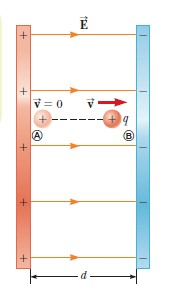 E⃗
+ −
+ −
v⃗ = 0 v⃗
+ + q
Ⓐ Ⓑ
+ −
+ −
+ −
d